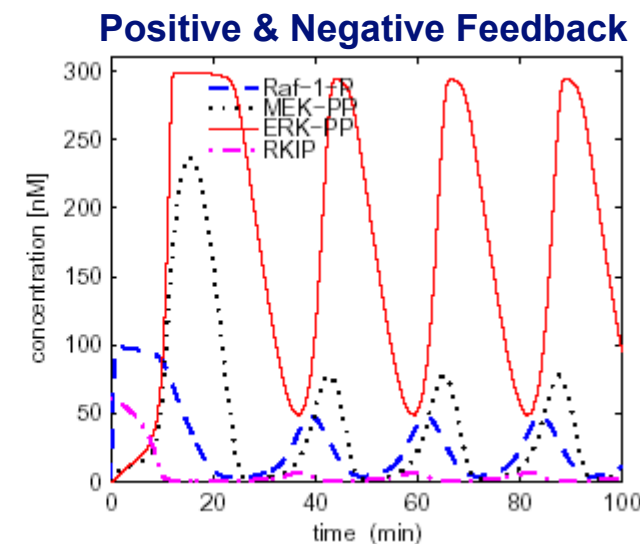 Positive & Negative Feedback
300
250
200
150
100
50
0
concentration [nM]
Raf-1-P
MEK-PP
ERK-PP
RKIP
0 20 40 60 80 100
time (min)